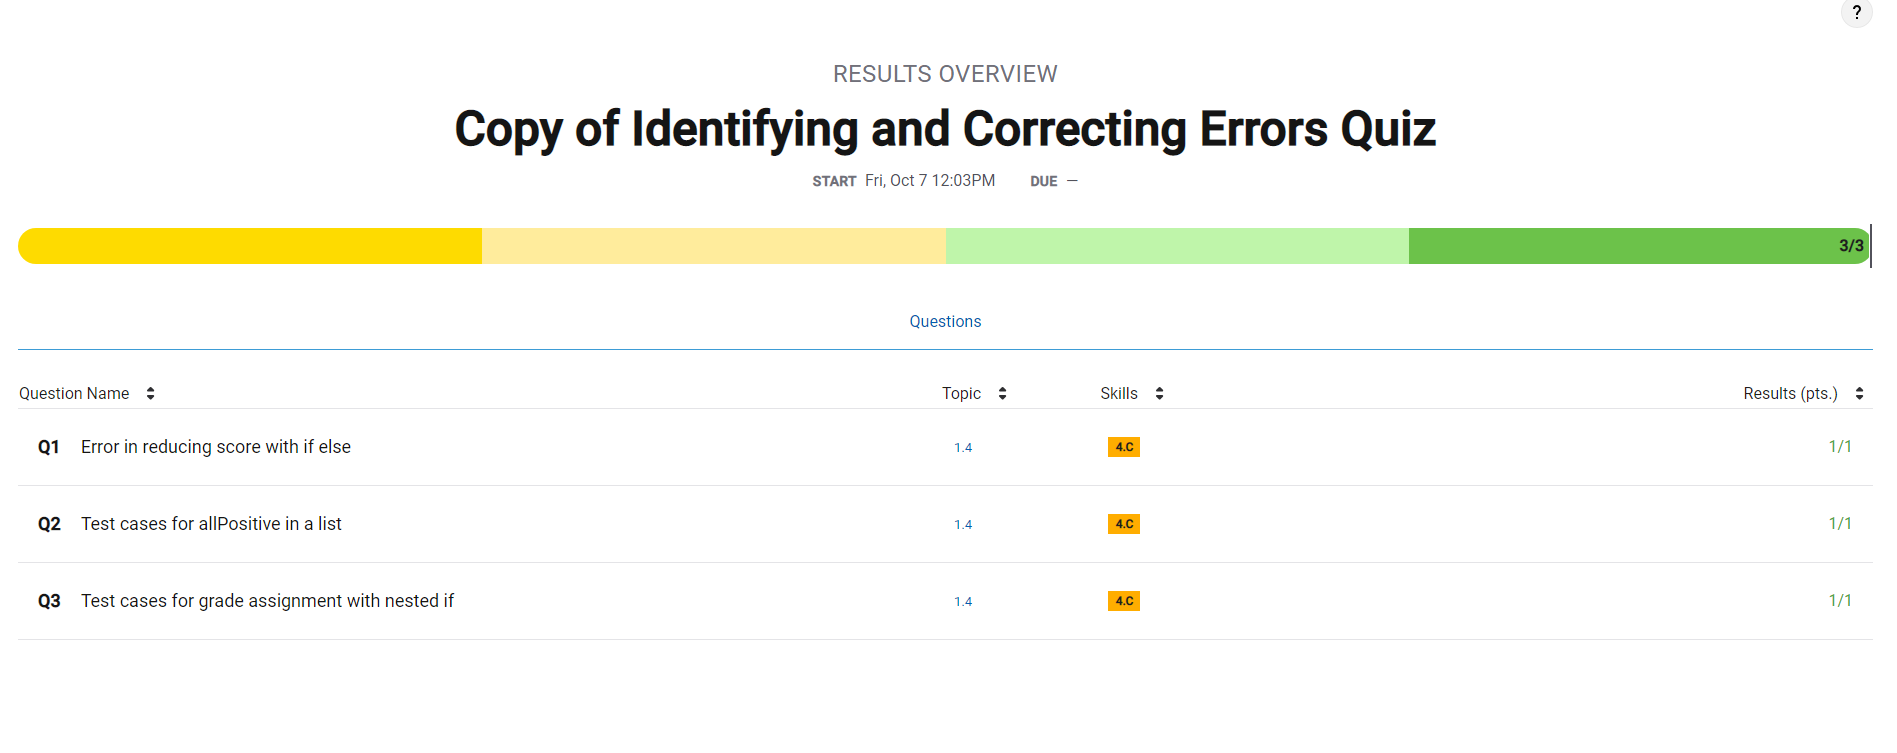 ?
RESULTS OVERVIEW
Copy of Identifying and Correcting Errors Quiz
START Fri, Oct 7 12:03PM DUE —
3/3
Questions
Question Name Topic Skills Results (pts.)
Q1 Error in reducing score with if else 1.4 4.C 1/1
Q2 Test cases for allPositive in a list 1.4 4.C 1/1
Q3 Test cases for grade assignment with nested if 1.4 4.C 1/1